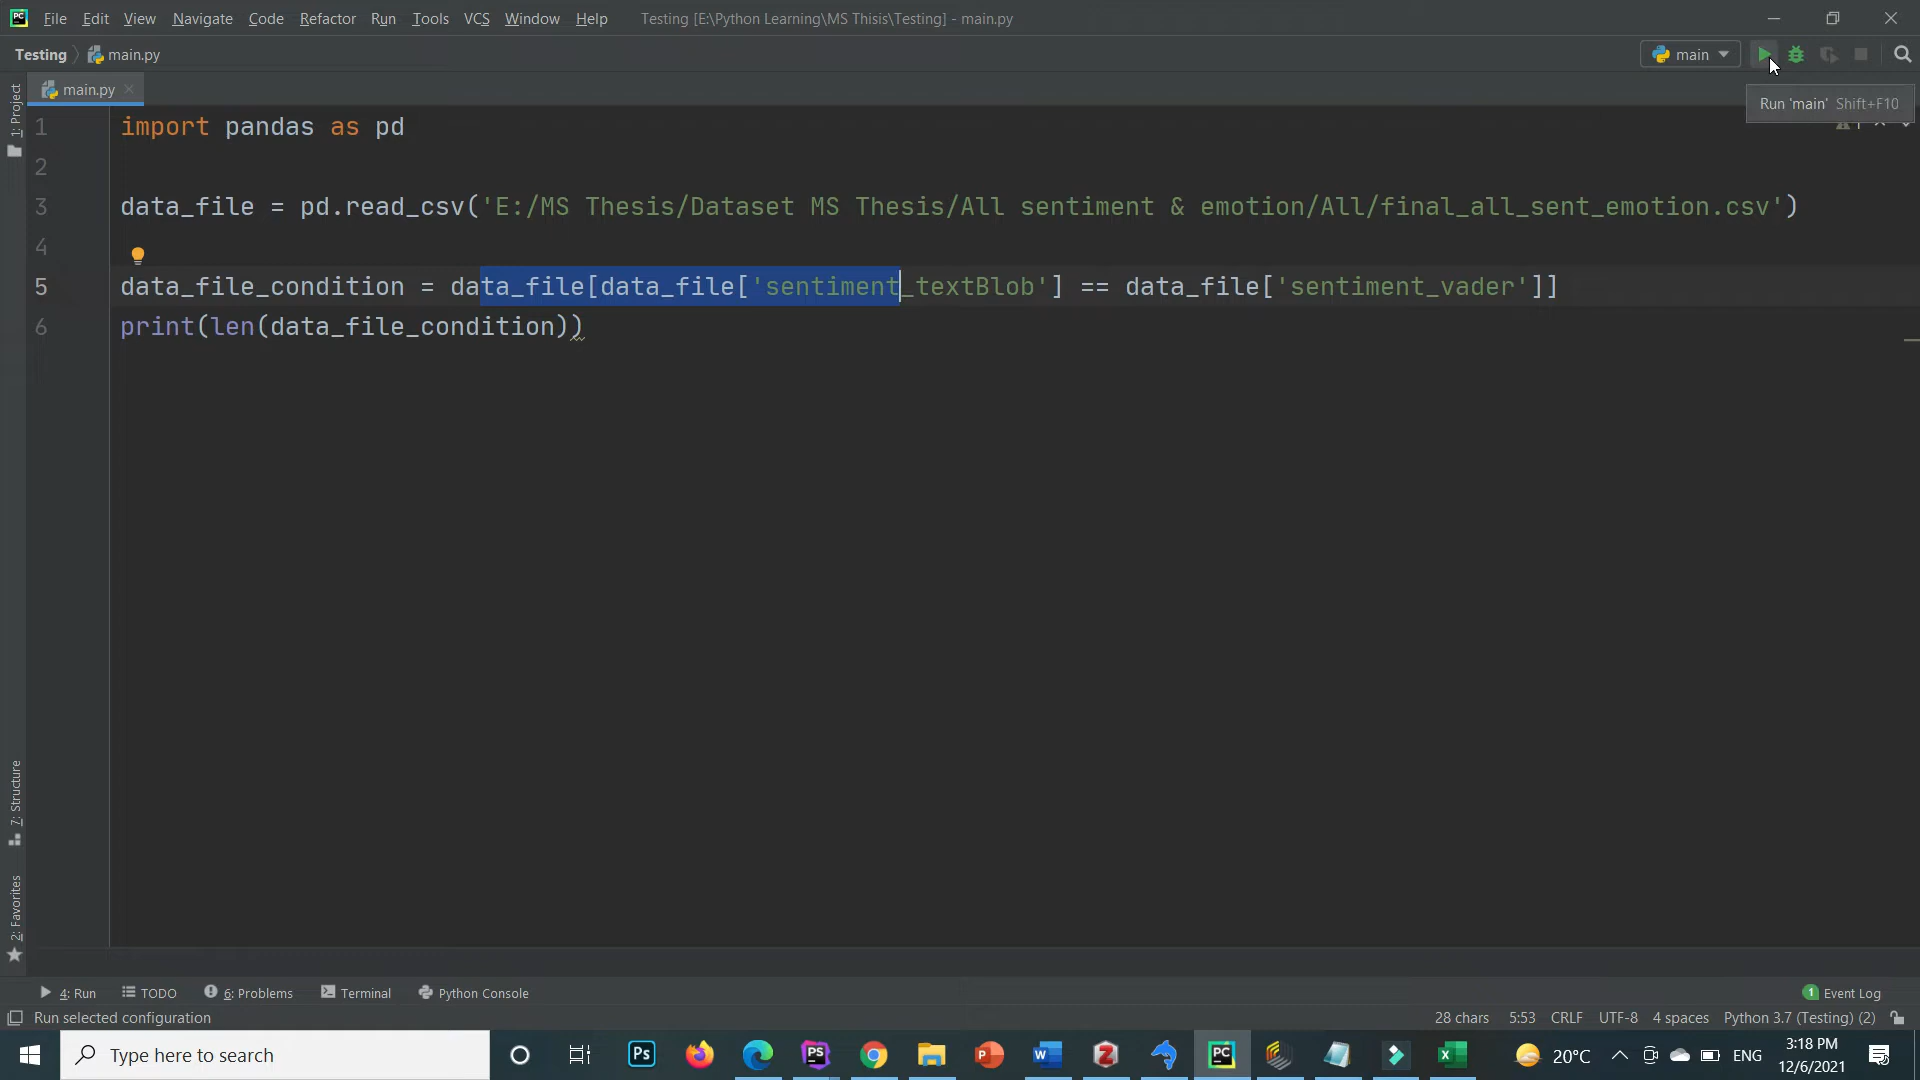 File Edit View Navigate Code Refactor Run Tools VCS Window Help Testing [E:\Python Learning\MS Thisis\Testing] - main.py
Testing main.py main
main.py
Run 'main' Shift+F10
1: Project
1 import pandas as pd
2
3 data_file = pd.read_csv('E:/MS Thesis/Dataset MS Thesis/All sentiment & emotion/All/final_all_sent_emotion.csv')
4
5 data_file_condition = data_file[data_file['sentiment_textBlob'] == data_file['sentiment_vader']]
6 print(len(data_file_condition))
7: Structure
2: Favorites
4: Run TODO 6: Problems Terminal Python Console 1 Event Log
Run selected configuration 28 chars 5:53 CRLF UTF-8 4 spaces Python 3.7 (Testing) (2)
Type here to search 20°C ENG 3:18 PM
12/6/2021